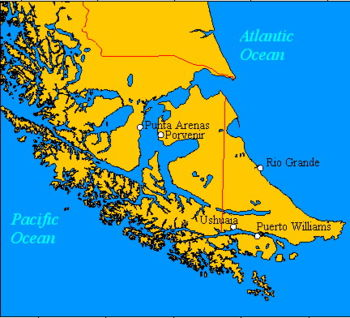 Atlantic
Ocean
Punta Arenas
Porvenir
Rio Grande
Pacific
Ocean
Ushuaia
Puerto Williams